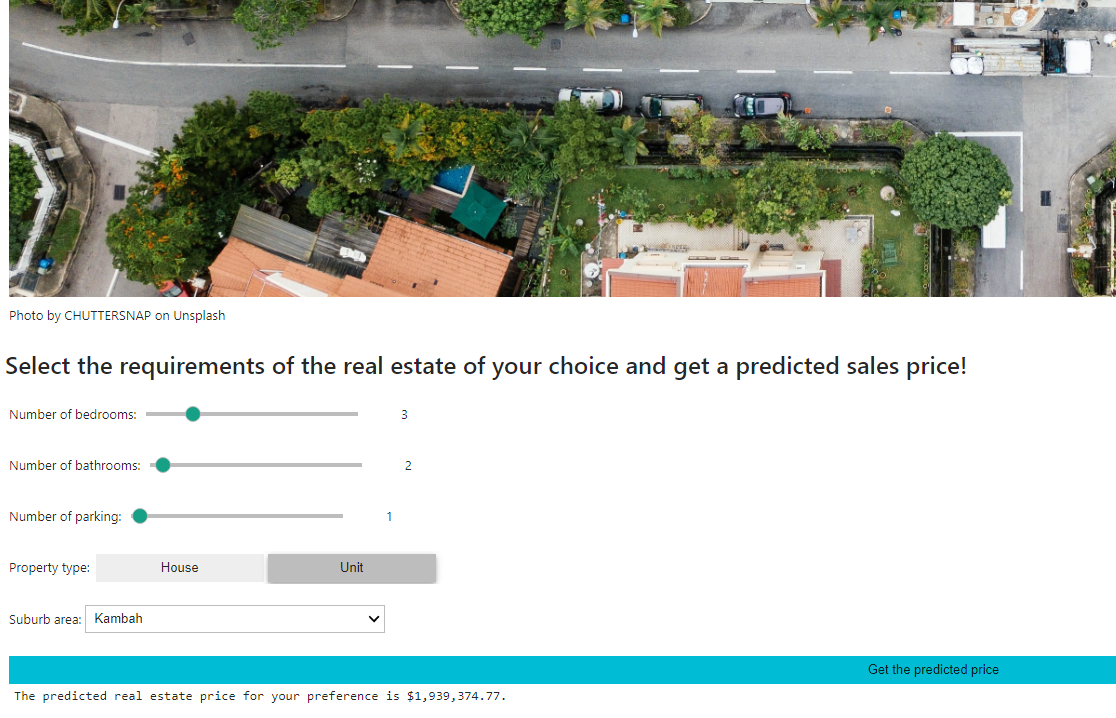 Photo by CHUTTERSNAP on Unsplash
Select the requirements of the real estate of your choice and get a predicted sales price!
Number of bedrooms: 3
Number of bathrooms: 2
Number of parking: 1
Property type: House Unit
Suburb area: Kambah
Get the predicted price
The predicted real estate price for your preference is $1,939,374.77.